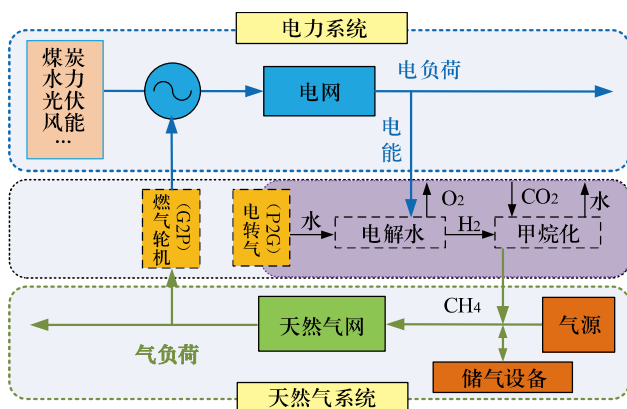 电力系统
煤炭
水力
光伏
风能
...
电网
电负荷
电能
燃气轮机
(G2P)
电转气
(P2G)
水
电解水
O2
H2
CO2
水
甲烷化
CH4
天然气网
气源
气负荷
储气设备
天然气系统